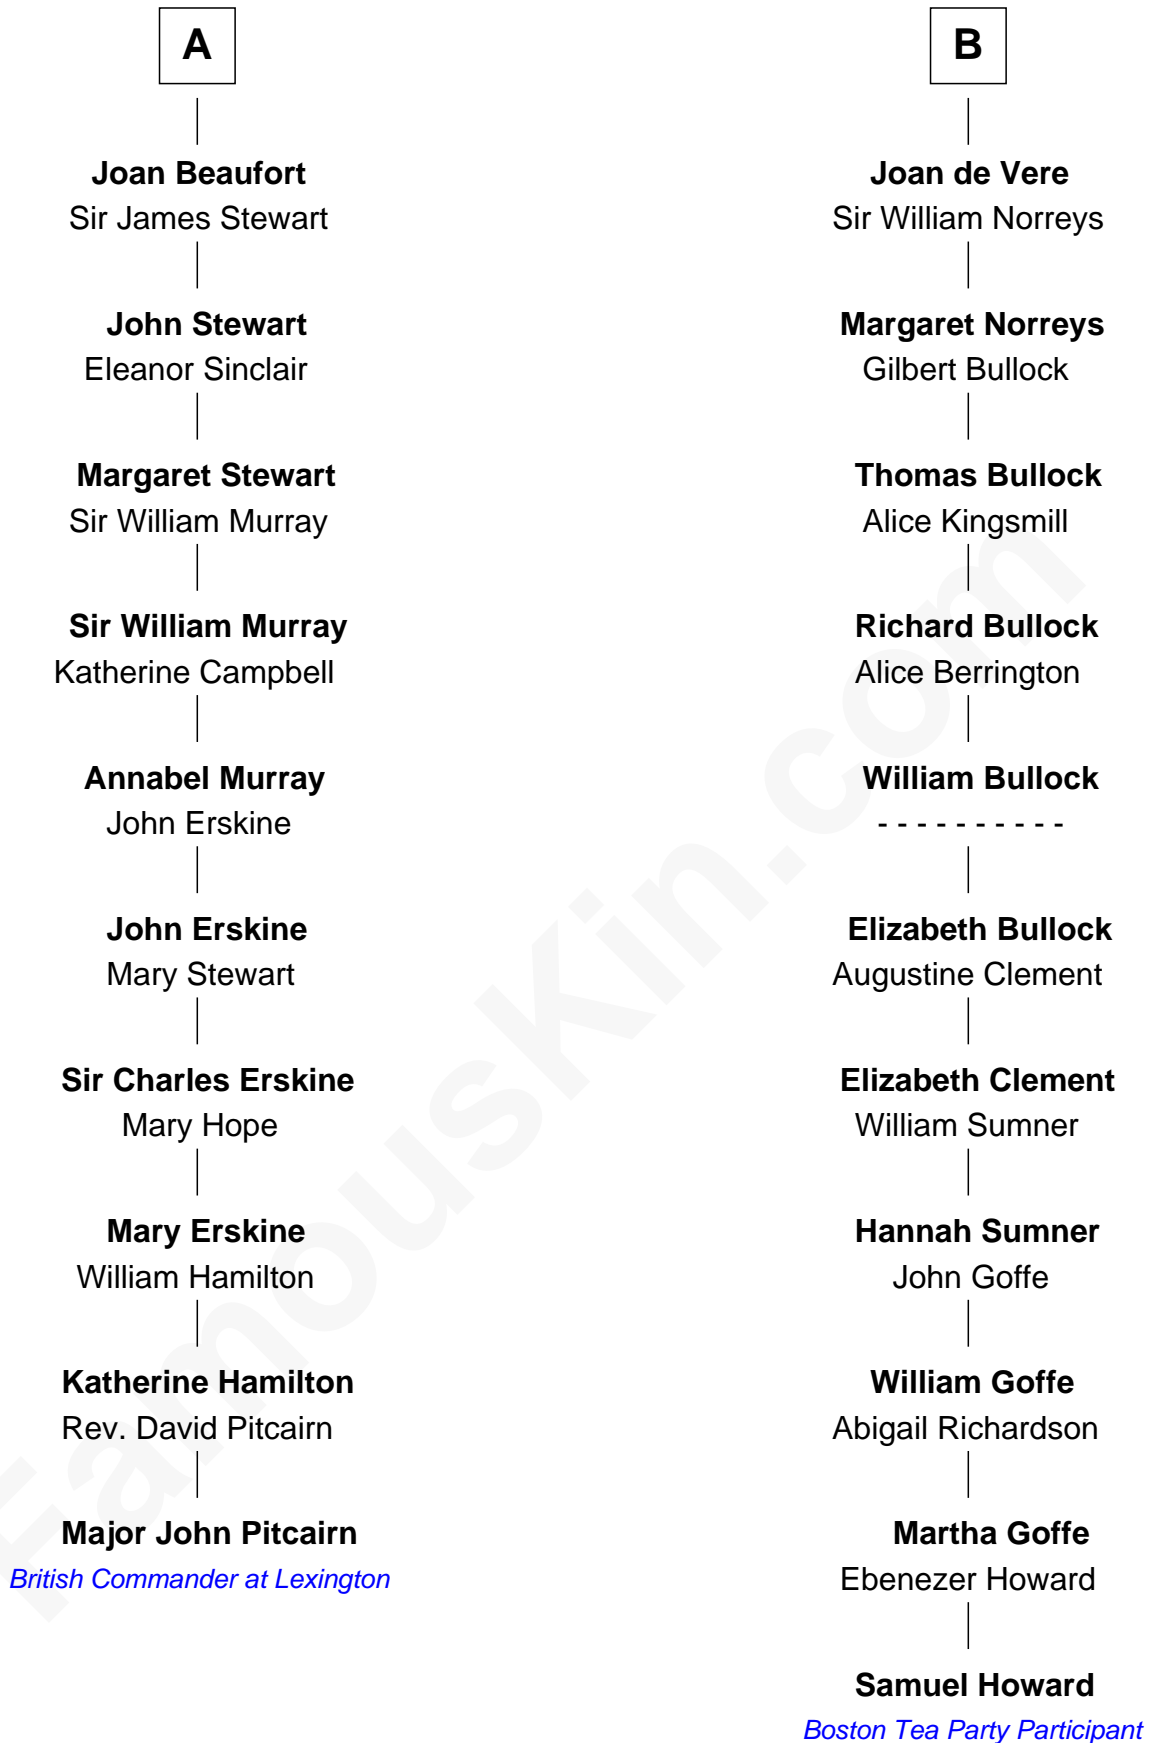 A
Joan Beaufort
Sir James Stewart
John Stewart
Eleanor Sinclair
Margaret Stewart
Sir William Murray
Sir William Murray
Katherine Campbell
Annabel Murray
John Erskine
John Erskine
Mary Stewart
Sir Charles Erskine
Mary Hope
Mary Erskine
William Hamilton
Katherine Hamilton
Rev. David Pitcairn
Major John Pitcairn
British Commander at Lexington
B
Joan de Vere
Sir William Norreys
Margaret Norreys
Gilbert Bullock
Thomas Bullock
Alice Kingsmill
Richard Bullock
Alice Berrington
William Bullock
- - - - - - - - - -
Elizabeth Bullock
Augustine Clement
Elizabeth Clement
William Sumner
Hannah Sumner
John Goffe
William Goffe
Abigail Richardson
Martha Goffe
Ebenezer Howard
Samuel Howard
Boston Tea Party Participant
FamousKin.com